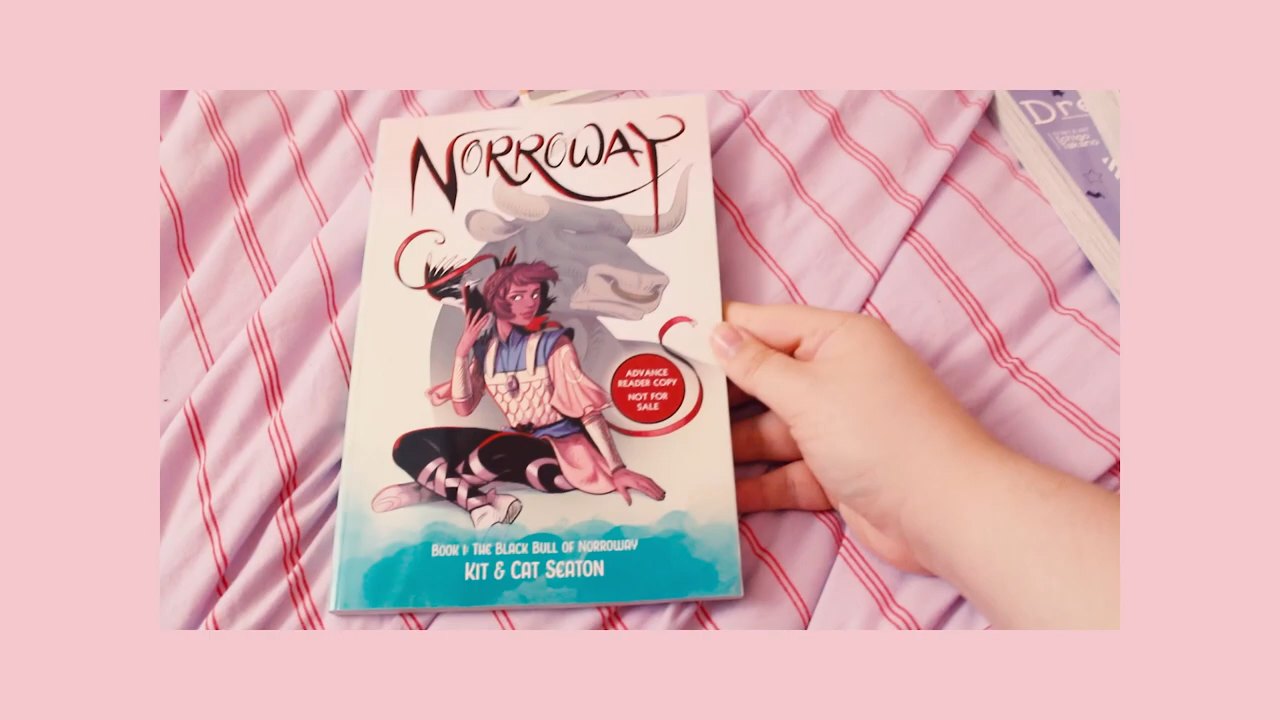 NORROWAY
ADVANCE
READER COPY
NOT FOR
SALE
BOOK 1: THE BLACK BULL OF NORROWAY
KIT & CAT SEATON